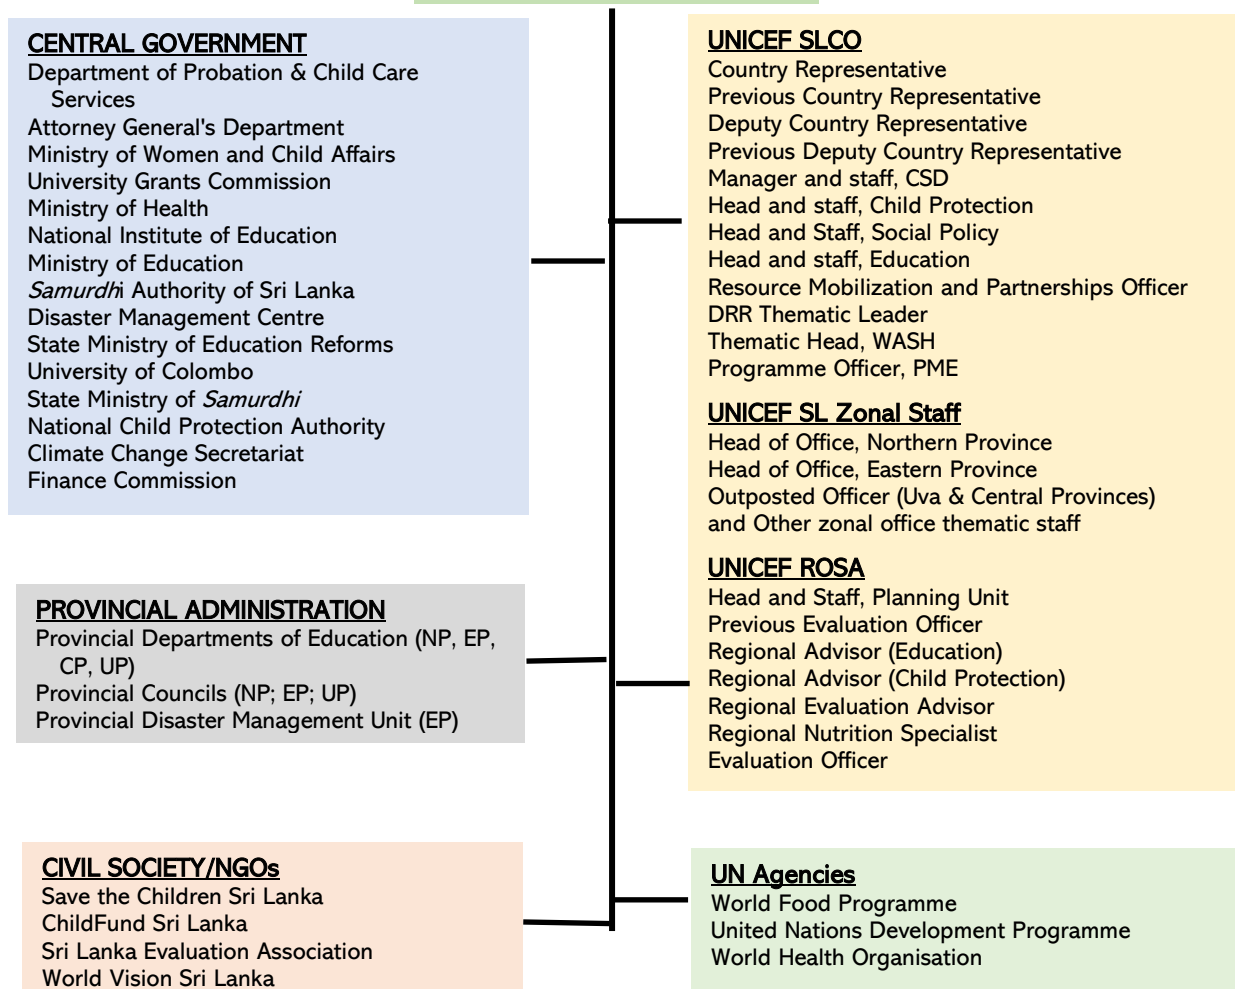 CENTRAL GOVERNMENT
Department of Probation & Child Care
Services
Attorney General's Department
Ministry of Women and Child Affairs
University Grants Commission
Ministry of Health
National Institute of Education
Ministry of Education
Samurdhi Authority of Sri Lanka
Disaster Management Centre
State Ministry of Education Reforms
University of Colombo
State Ministry of Samurdhi
National Child Protection Authority
Climate Change Secretariat
Finance Commission
PROVINCIAL ADMINISTRATION
Provincial Departments of Education (NP, EP,
CP, UP)
Provincial Councils (NP; EP; UP)
Provincial Disaster Management Unit (EP)
CIVIL SOCIETY/NGOs
Save the Children Sri Lanka
ChildFund Sri Lanka
Sri Lanka Evaluation Association
World Vision Sri Lanka
UNICEF SLCO
Country Representative
Previous Country Representative
Deputy Country Representative
Previous Deputy Country Representative
Manager and staff, CSD
Head and staff, Child Protection
Head and Staff, Social Policy
Head and staff, Education
Resource Mobilization and Partnerships Officer
DRR Thematic Leader
Thematic Head, WASH
Programme Officer, PME
UNICEF SL Zonal Staff
Head of Office, Northern Province
Head of Office, Eastern Province
Outposted Officer (Uva & Central Provinces)
and Other zonal office thematic staff
UNICEF ROSA
Head and Staff, Planning Unit
Previous Evaluation Officer
Regional Advisor (Education)
Regional Advisor (Child Protection)
Regional Evaluation Advisor
Regional Nutrition Specialist
Evaluation Officer
UN Agencies
World Food Programme
United Nations Development Programme
World Health Organisation